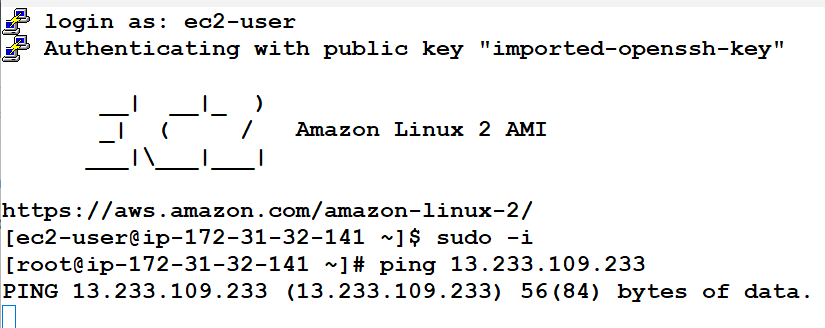 login as: ec2-user
Authenticating with public key "imported-openssh-key"
__|  __|_  )
_|  (     /   Amazon Linux 2 AMI
___|\___|___|
https://aws.amazon.com/amazon-linux-2/
[ec2-user@ip-172-31-32-141 ~]$ sudo -i
[root@ip-172-31-32-141 ~]# ping 13.233.109.233
PING 13.233.109.233 (13.233.109.233) 56(84) bytes of data.